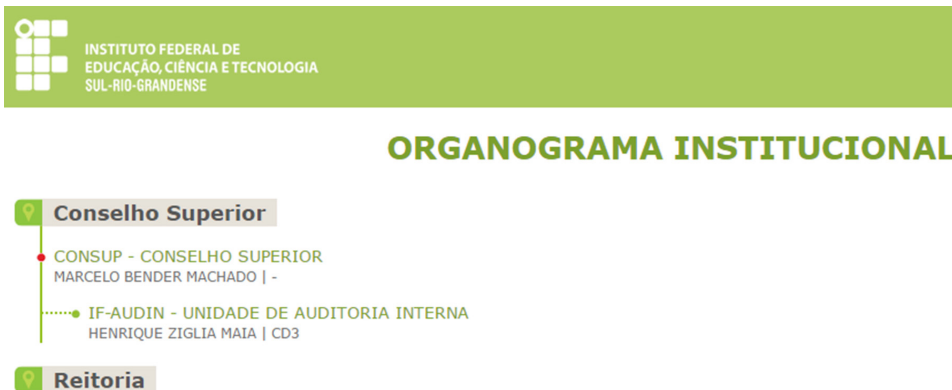 INSTITUTO FEDERAL DE
EDUCAÇÃO, CIÊNCIA E TECNOLOGIA
SUL-RIO-GRANDENSE
ORGANOGRAMA INSTITUCIONAL
Conselho Superior
CONSUP - CONSELHO SUPERIOR
MARCELO BENDER MACHADO | -
IF-AUDIN - UNIDADE DE AUDITORIA INTERNA
HENRIQUE ZIGLIA MAIA | CD3
Reitoria